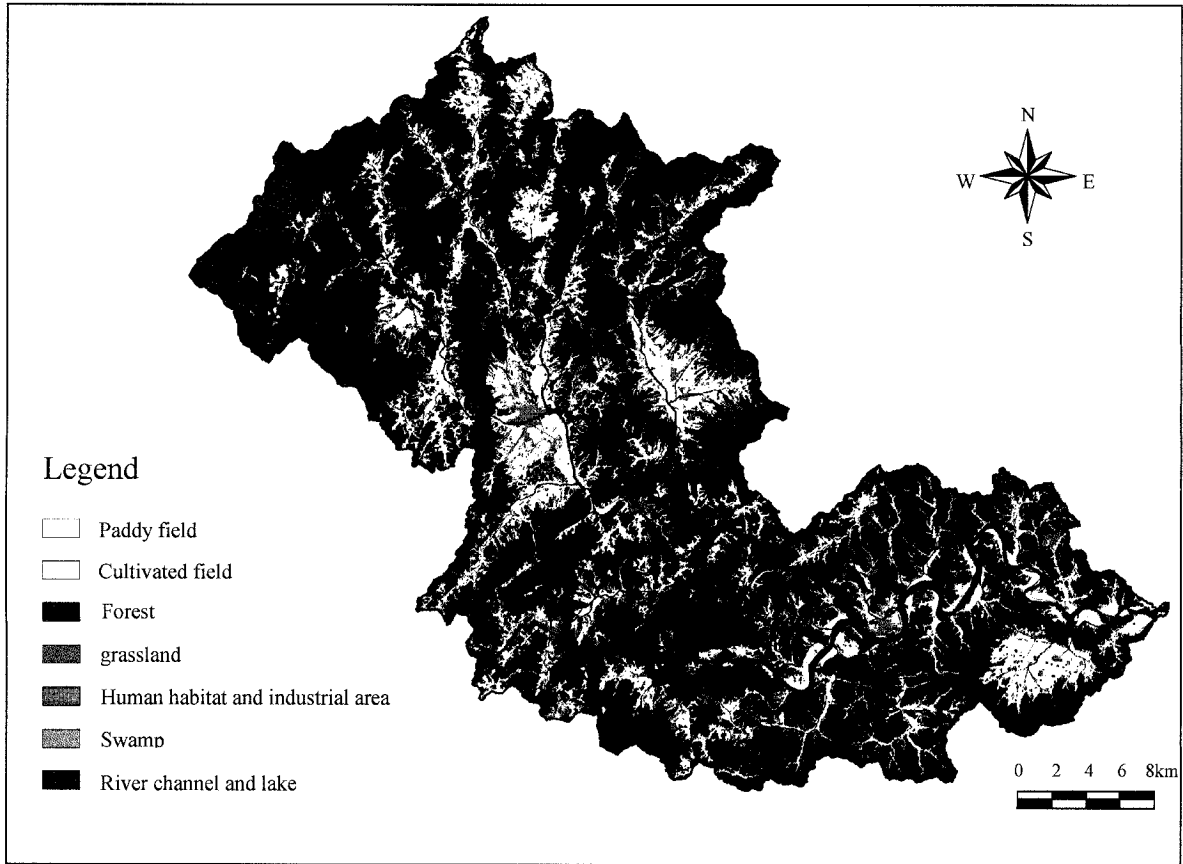 N
W E
S
Legend
Paddy field
Cultivated field
Forest
grassland
Human habitat and industrial area
Swamp
River channel and lake
0 2 4 6 8km